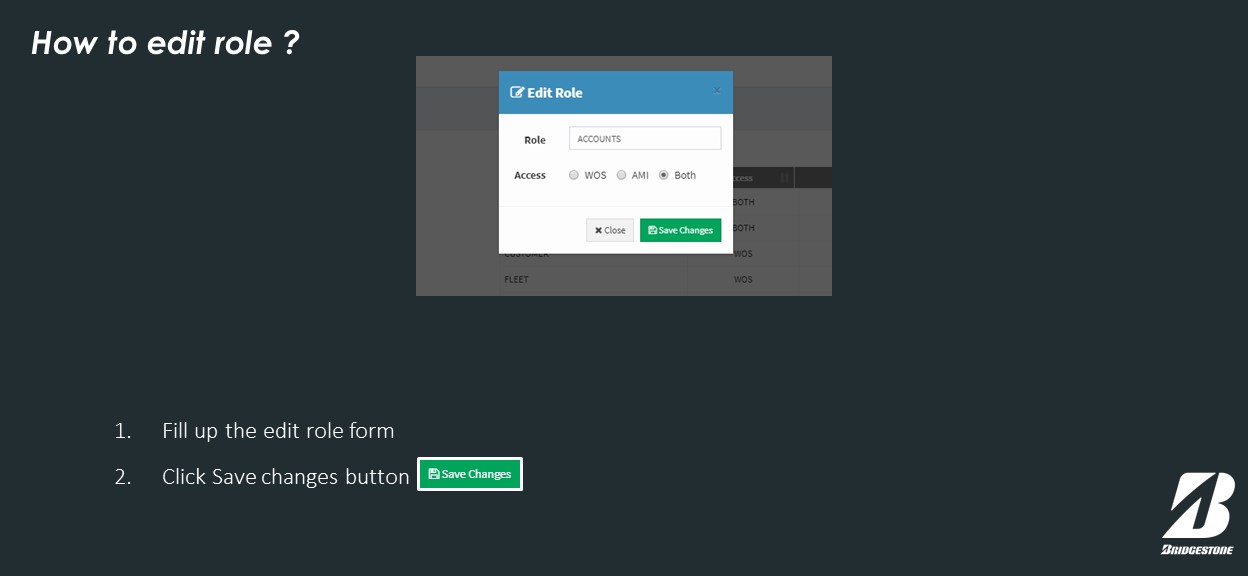 How to edit role ?
Edit Role ×
Role ACCOUNTS
Access WOS AMI Both
ccess
BOTH
BOTH
Close Save Changes
CUSTOMER WOS
FLEET WOS
1. Fill up the edit role form
2. Click Save changes button Save Changes
BRIDGESTONE